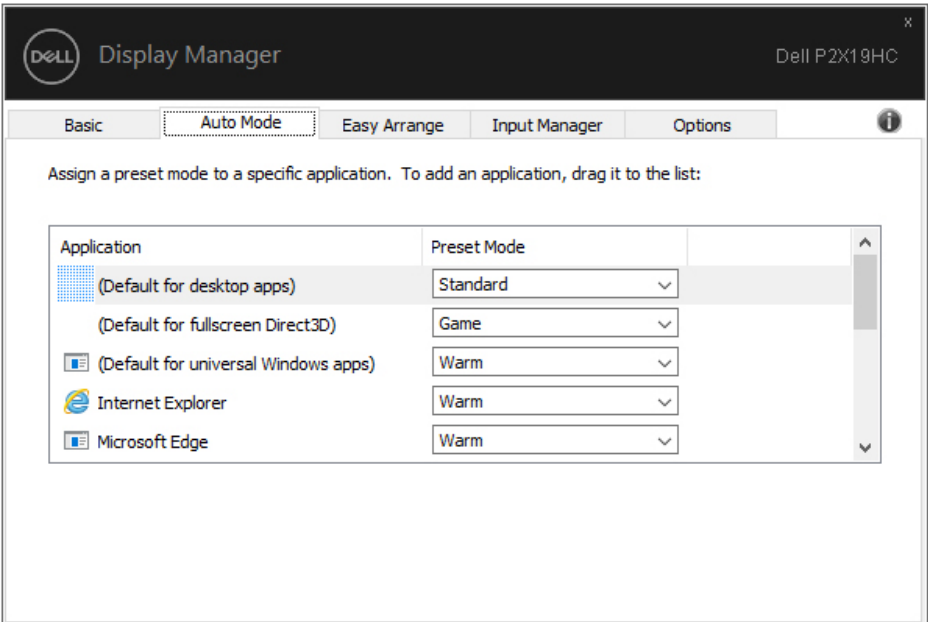 x
DELL Display Manager Dell P2X19HC
Basic Auto Mode Easy Arrange Input Manager Options
Assign a preset mode to a specific application. To add an application, drag it to the list:
Application Preset Mode
(Default for desktop apps) Standard
(Default for fullscreen Direct3D) Game
(Default for universal Windows apps) Warm
Internet Explorer Warm
Microsoft Edge Warm